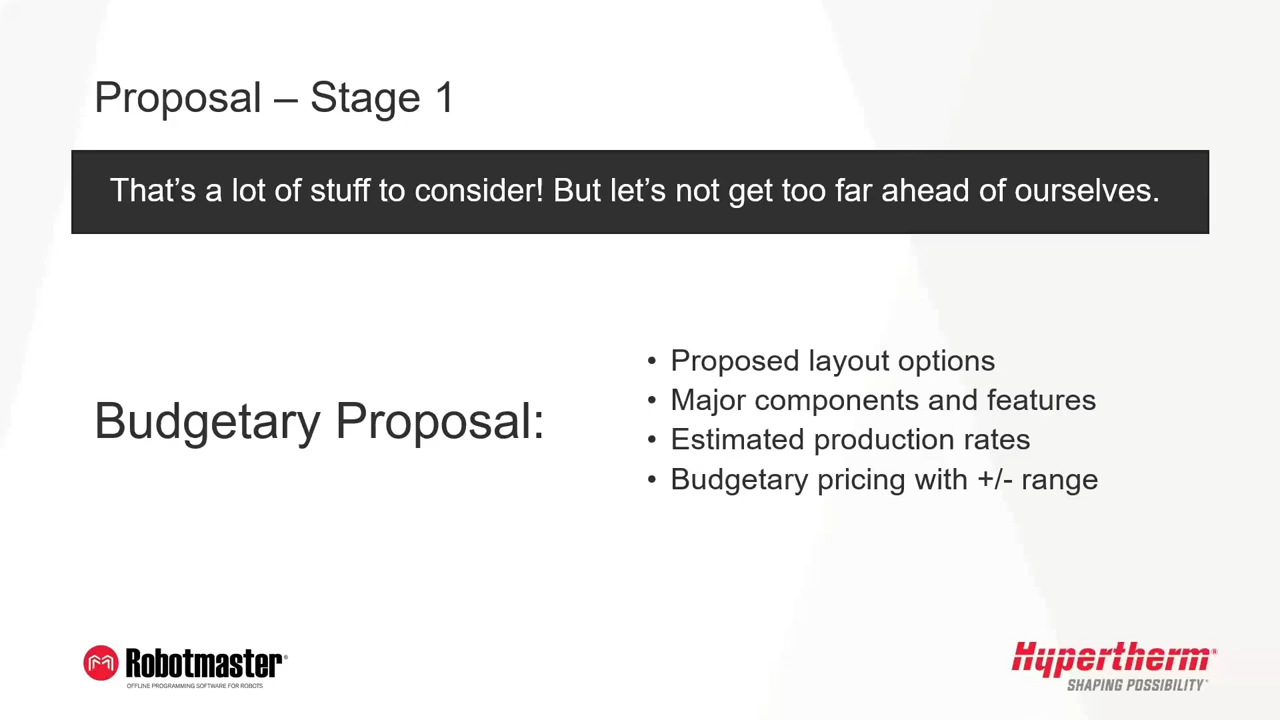 Proposal – Stage 1
That’s a lot of stuff to consider! But let’s not get too far ahead of ourselves.
Budgetary Proposal:
• Proposed layout options
• Major components and features
• Estimated production rates
• Budgetary pricing with +/- range
Robotmaster®
OFFLINE PROGRAMMING SOFTWARE FOR ROBOTS
Hypertherm®
SHAPING POSSIBILITY®